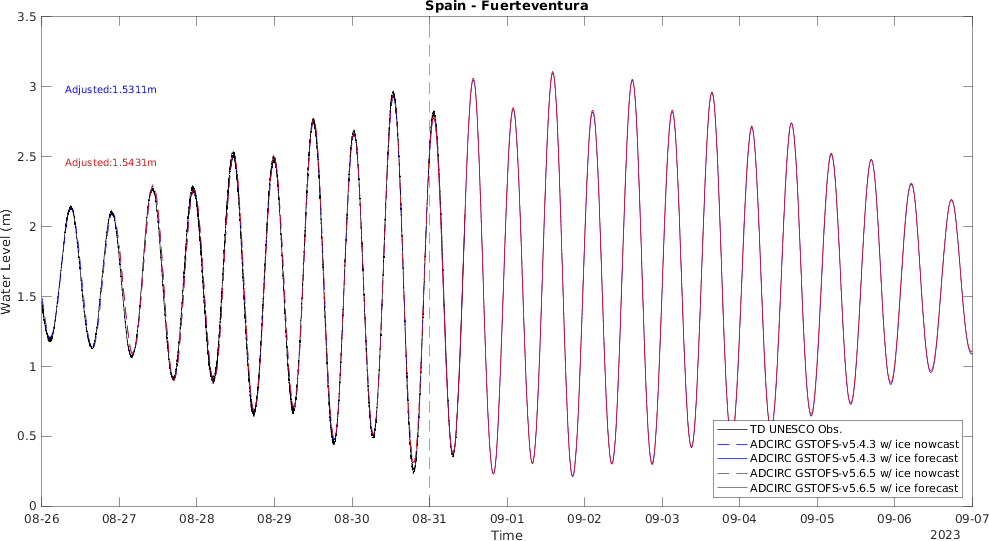 Spain - Fuerteventura
3.5
3
2.5
2
1.5
1
0.5
0
Water Level (m)
Adjusted:1.5311m
Adjusted:1.5431m
TD UNESCO Obs.
ADCIRC GSTOFS-v5.4.3 w/ ice nowcast
ADCIRC GSTOFS-v5.4.3 w/ ice forecast
ADCIRC GSTOFS-v5.6.5 w/ ice nowcast
ADCIRC GSTOFS-v5.6.5 w/ ice forecast
08-26 08-27 08-28 08-29 08-30 08-31 09-01 09-02 09-03 09-04 09-05 09-06 09-07
Time
2023